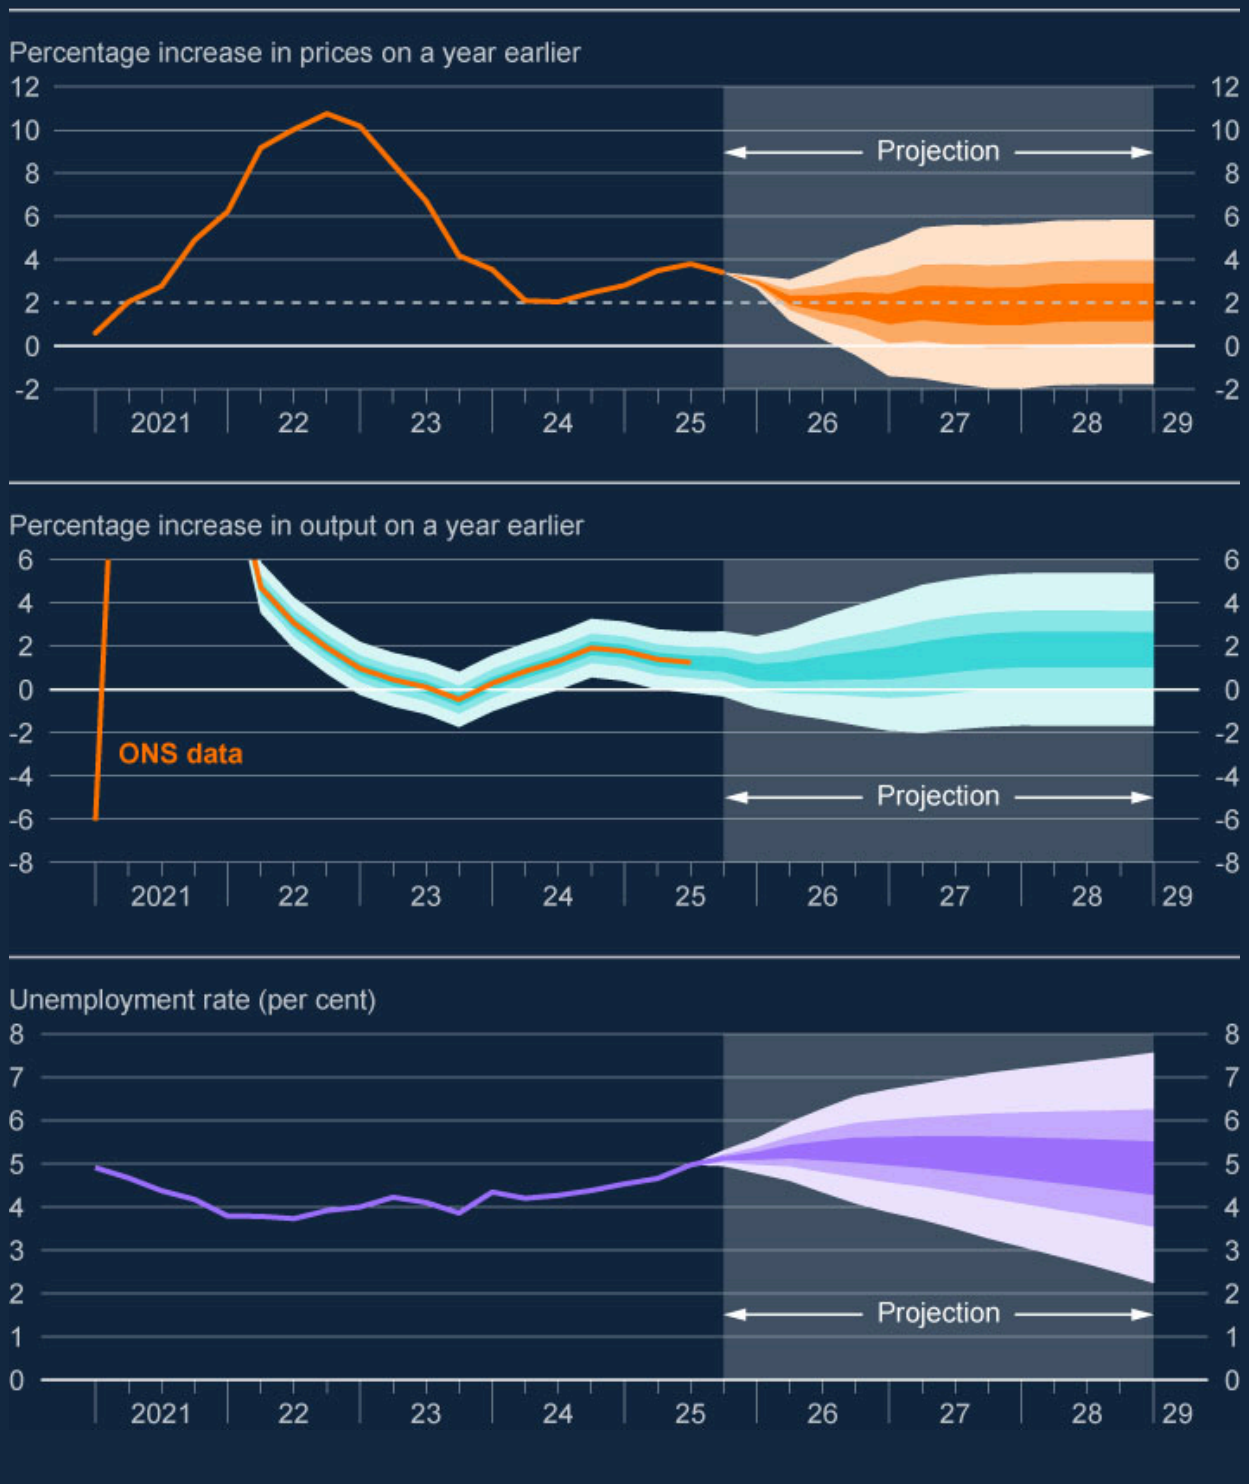 Percentage increase in prices on a year earlier
12 12
10 10
Projection
8 8
6 6
4 4
2 2
0 0
-2 -2
2021 22 23 24 25 26 27 28 29
Percentage increase in output on a year earlier
6 6
4 4
2 2
0 0
-2 -2
ONS data
-4 -4
Projection
-6 -6
-8 -8
2021 22 23 24 25 26 27 28 29
Unemployment rate (per cent)
8 8
7 7
6 6
5 5
4 4
3 3
2 2
Projection
1 1
0 0
2021 22 23 24 25 26 27 28 29